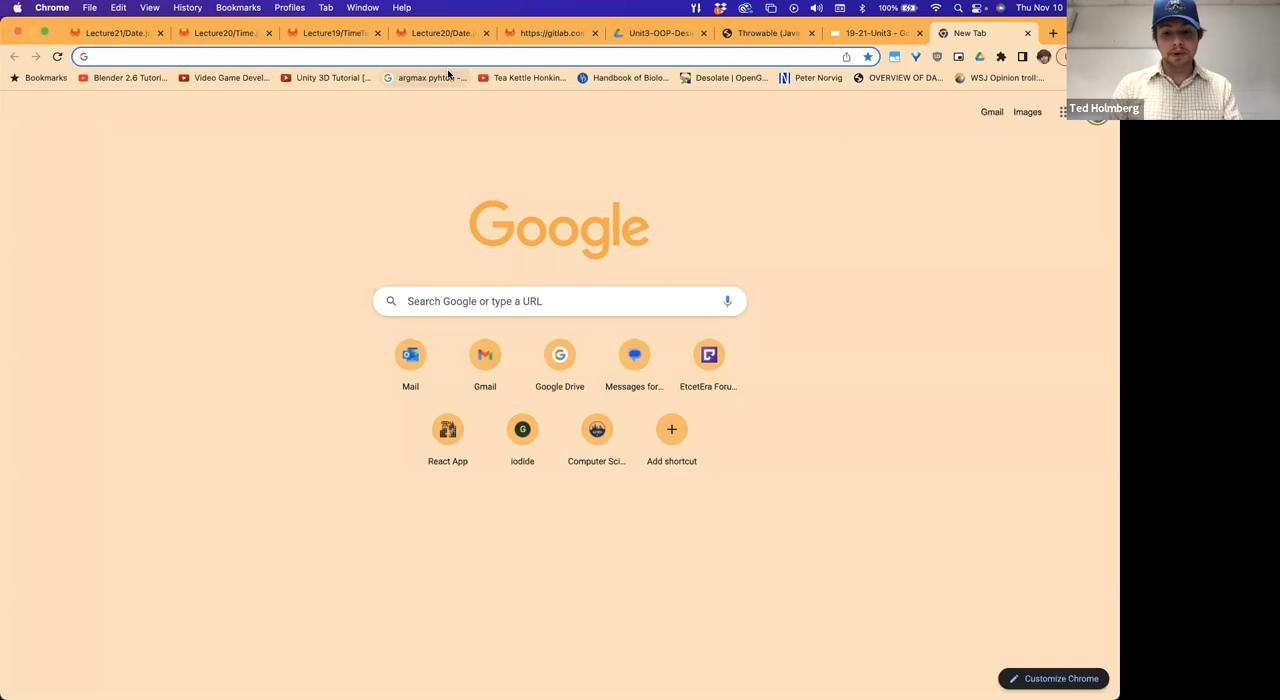 Chrome File Edit View History Bookmarks Profiles Tab Window Help 100% Thu Nov 10
Lecture21/Date.j Lecture20/Time. Lecture19/TimeT Lecture20/Date. https://gitlab.com Unit3-OOP-Desi Throwable (Java 19-21-Unit3 - Go New Tab
Bookmarks Blender 2.6 Tutori... Video Game Devel... Unity 3D Tutorial [... argmax pyhton -... Tea Kettle Honkin... Handbook of Biolo... Desolate | OpenG... Peter Norvig OVERVIEW OF DA... WSJ Opinion troll:...
Ted Holmberg
Gmail Images
Google
Search Google or type a URL
Mail Gmail Google Drive Messages for... EtcetEra Foru...
G
React App iodide Computer Sci... Add shortcut
Customize Chrome